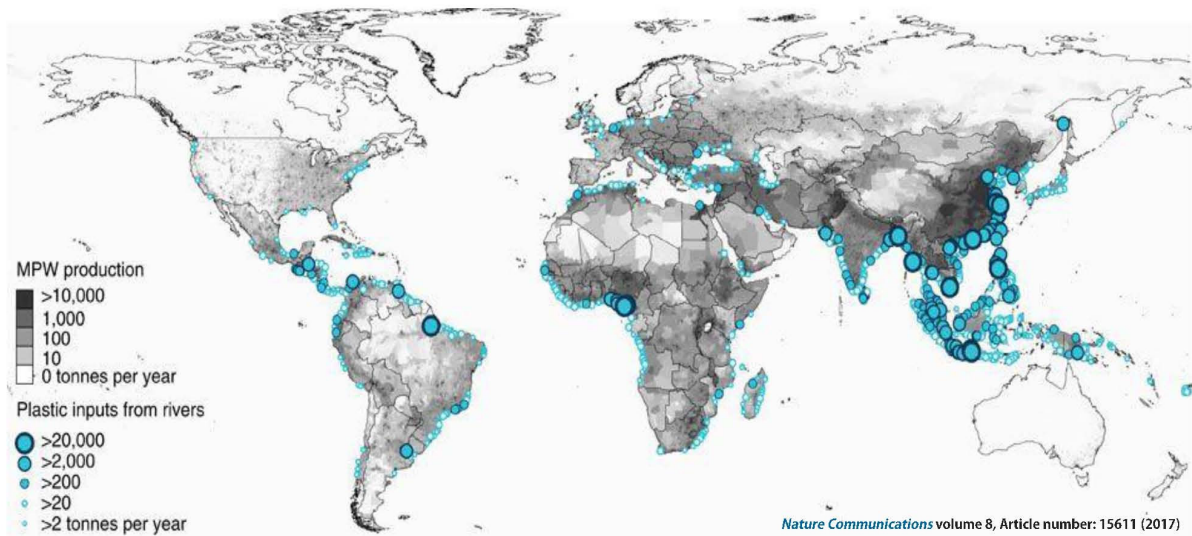 MPW production
>10,000
1,000
100
10
0 tonnes per year
Plastic inputs from rivers
>20,000
>2,000
>200
>20
>2 tonnes per year
Nature Communications volume 8, Article number: 15611 (2017)